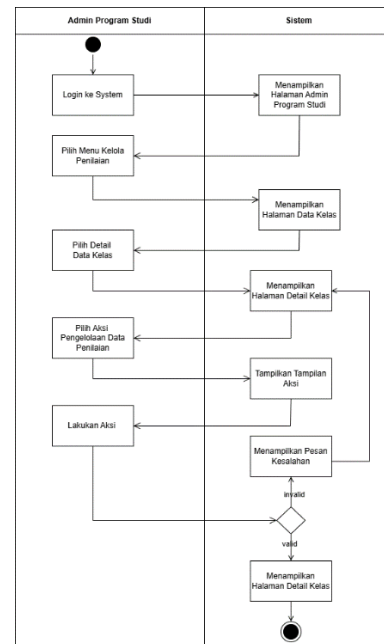 Admin Program Studi
Sistem
Login ke System
Menampilkan
Halaman Admin
Program Studi
Pilih Menu Kelola
Penilaian
Menampilkan
Halaman Data Kelas
Pilih Detail
Data Kelas
Menampilkan
Halaman Detail Kelas
Pilih Aksi
Pengelolaan Data
Penilaian
Tampilkan Tampilan
Aksi
Lakukan Aksi
Menampilkan Pesan
Kesalahan
invalid
valid
Menampilkan
Halaman Detail Kelas